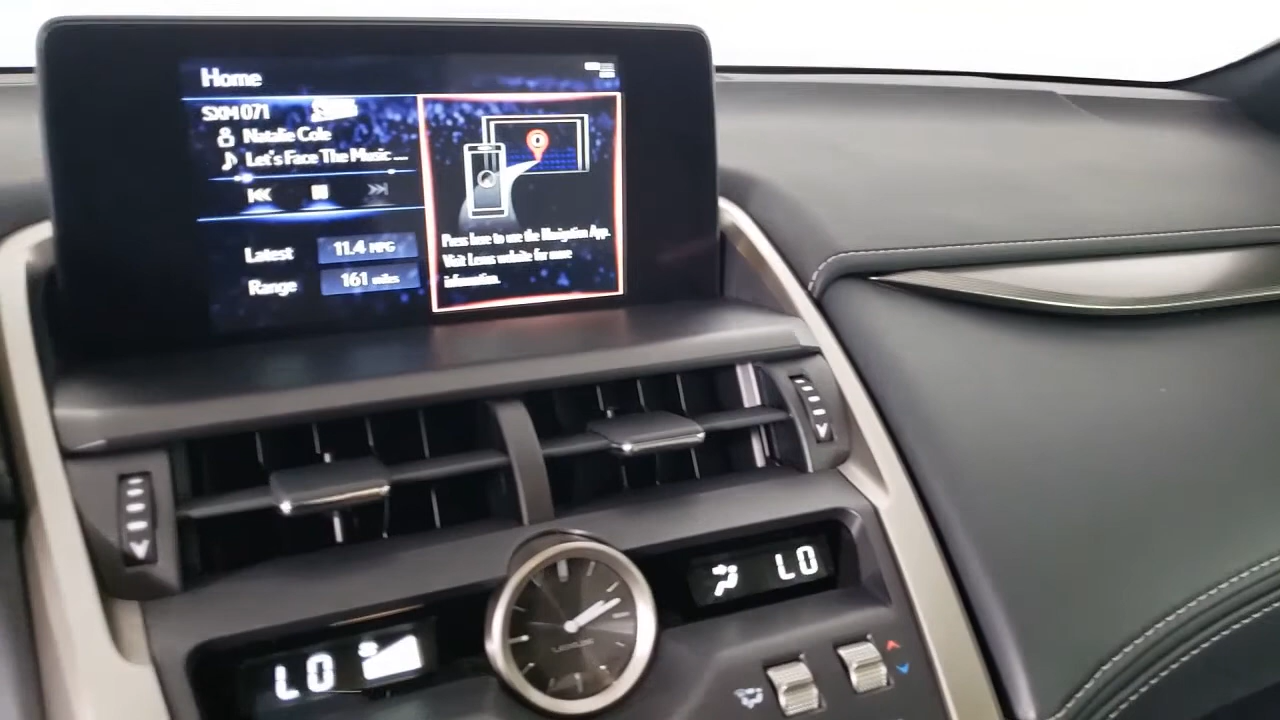 Home
SXM 071
Natalie Cole
Let's Face The Music ...
Latest 11.4 MPG
Range 161 miles
Press here to use the Navigation App.
Visit Lexus website for more
information.
LO
LEXUS
LO